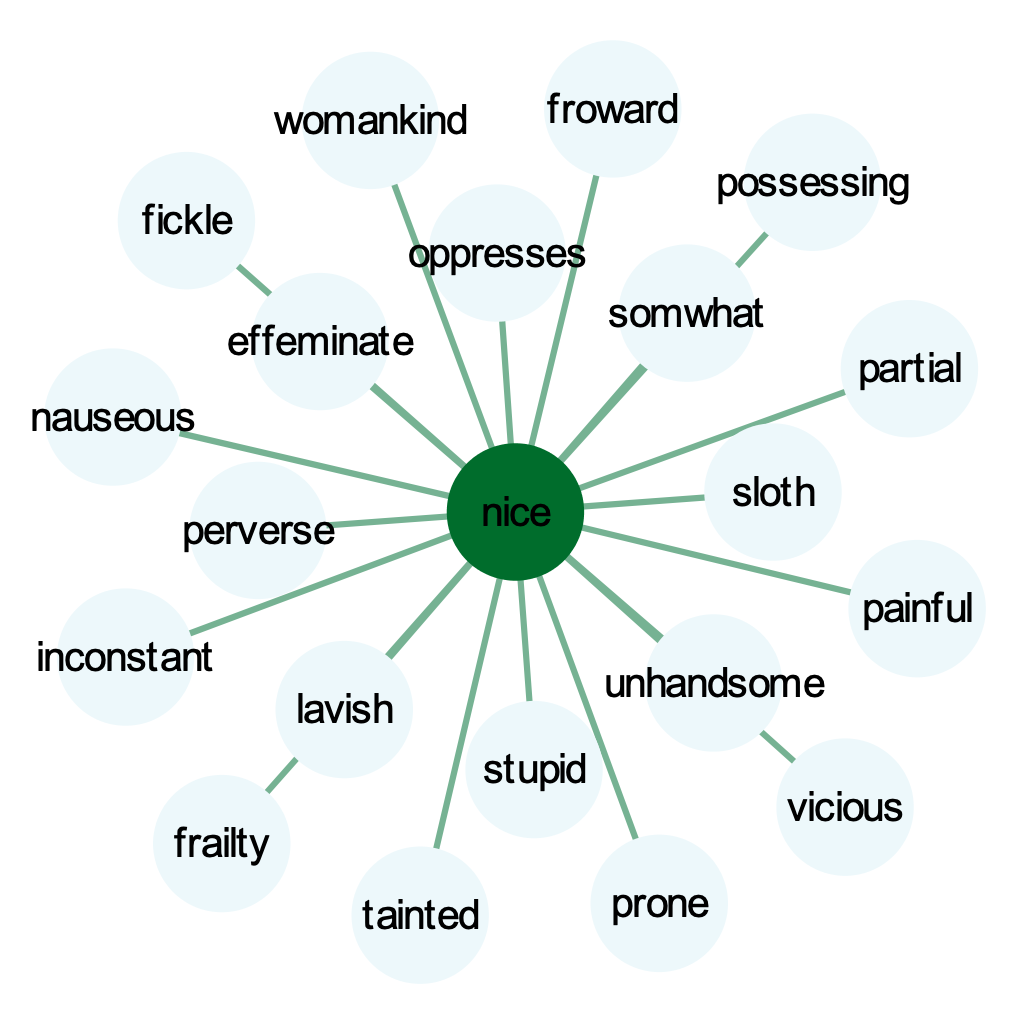 froward
womankind
possessing
fickle
oppresses
somwhat
effeminate
partial
nauseous
sloth
nice
perverse
painful
inconstant
unhandsome
lavish
stupid
vicious
frailty
prone
tainted